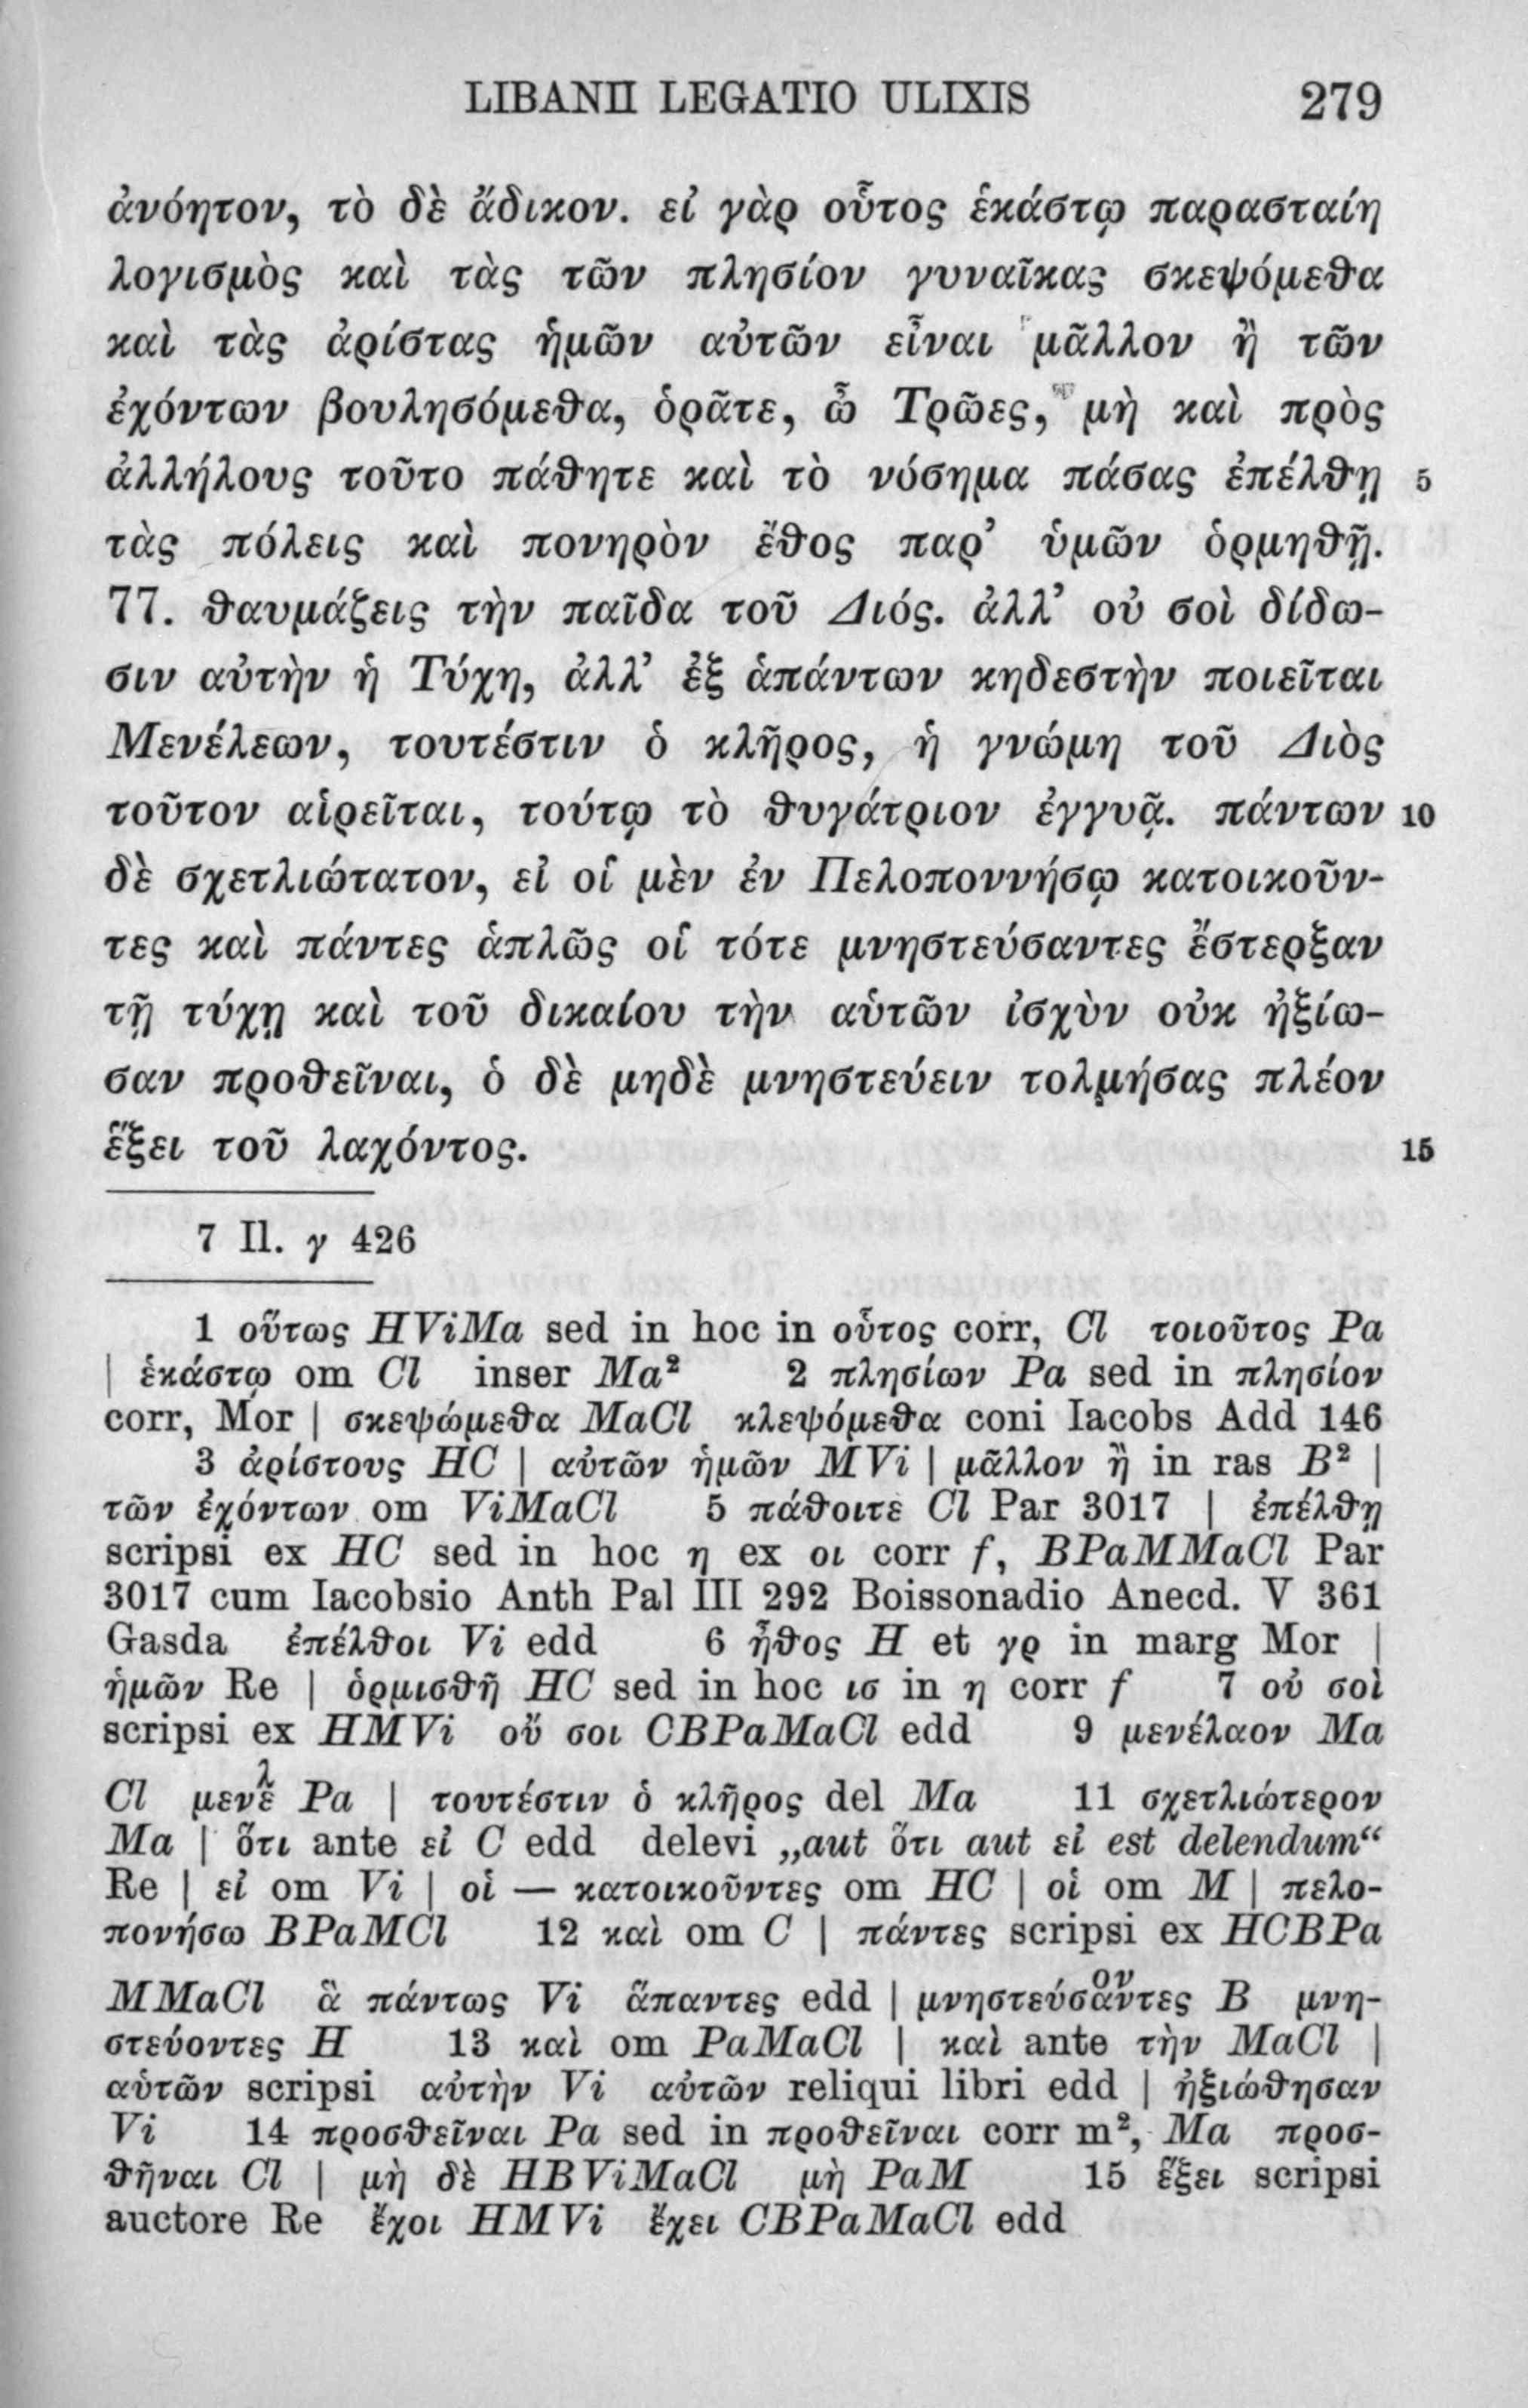 LIBANII LEGATIO ULIXIS 279
ἀνόητον, τὸ δὲ ἄδικον. εἰ γὰρ οὗτος ἑκάστῳ παρασταίη
λογισμὸς καὶ τὰς τῶν πλησίον γυναῖκας σκεψόμεθα
καὶ τὰς ἀρίστας ἡμῶν αὐτῶν εἶναι μᾶλλον ἢ τῶν
ἐχόντων βουλησόμεθα, ὁρᾶτε, ὦ Τρῶες, μὴ καὶ πρὸς
ἀλλήλους τοῦτο πάθητε καὶ τὸ νόσημα πάσας ἐπέλθῃ 5
τὰς πόλεις καὶ πονηρὸν ἔθος παρ’ ὑμῶν ὁρμηθῇ.
77. θαυμάζεις τὴν παῖδα τοῦ Διός. ἀλλ’ οὐ σοὶ δίδω-
σιν αὐτὴν ἡ Τύχη, ἀλλ’ ἐξ ἁπάντων κηδεστὴν ποιεῖται
Μενέλεων, τουτέστιν ὁ κλῆρος, ἡ γνώμη τοῦ Διὸς
τοῦτον αἱρεῖται, τούτῳ τὸ θυγάτριον ἐγγυᾷ. πάντων 10
δὲ σχετλιώτατον, εἰ οἱ μὲν ἐν Πελοποννήσῳ κατοικοῦν-
τες καὶ πάντες ἁπλῶς οἱ τότε μνηστεύσαντες ἔστερξαν
τῇ τύχῃ καὶ τοῦ δικαίου τὴν αὑτῶν ἰσχὺν οὐκ ἠξίω-
σαν προθεῖναι, ὁ δὲ μηδὲ μνηστεύειν τολμήσας πλέον
ἕξει τοῦ λαχόντος. 15
7 Il. γ 426
1 οὕτως HViMa sed in hoc in οὗτος corr, Cl τοιοῦτος Pa
| ἑκάστῳ om Cl inser Ma² 2 πλησίων Pa sed in πλησίον
corr, Mor | σκεψώμεθα MaCl κλεψόμεθα coni Iacobs Add 146
3 ἀρίστους HC | αὐτῶν ἡμῶν MVi | μᾶλλον ἢ in ras B² |
τῶν ἐχόντων om ViMaCl 5 πάθοιτε Cl Par 3017 | ἐπέλθῃ
scripsi ex HC sed in hoc η ex οι corr f, BPaMMaCl Par
3017 cum Iacobsio Anth Pal III 292 Boissonadio Anecd. V 361
Gasda ἐπέλθοι Vi edd 6 ἦθος H et γρ in marg Mor |
ἡμῶν Re | ὁρμισθῇ HC sed in hoc ισ in η corr f 7 οὐ σοὶ
scripsi ex HMVi οὔ σοι CBPaMaCl edd 9 μενέλαον Ma
Cl μενελ Pa | τουτέστιν ὁ κλῆρος del Ma 11 σχετλιώτερον
Ma | ὅτι ante εἰ C edd delevi „aut ὅτι aut εἰ est delendum“
Re | εἰ om Vi | οἱ — κατοικοῦντες om HC | οἱ om M | πελο-
πονήσω BPaMCl 12 καὶ om C | πάντες scripsi ex HCBPa
MMaCl ἃ πάντως Vi ἅπαντες edd | μνηστεύσαντεςον B μνη-
στεύοντες H 13 καὶ om PaMaCl | καὶ ante τὴν MaCl |
αὑτῶν scripsi αὐτὴν Vi αὐτῶν reliqui libri edd | ἠξιώθησαν
Vi 14 προσθεῖναι Pa sed in προθεῖναι corr m², Ma προσ-
θῆναι Cl | μὴ δὲ HBViMaCl μὴ PaM 15 ἕξει scripsi
auctore Re ἔχοι HMVi ἔχει CBPaMaCl edd